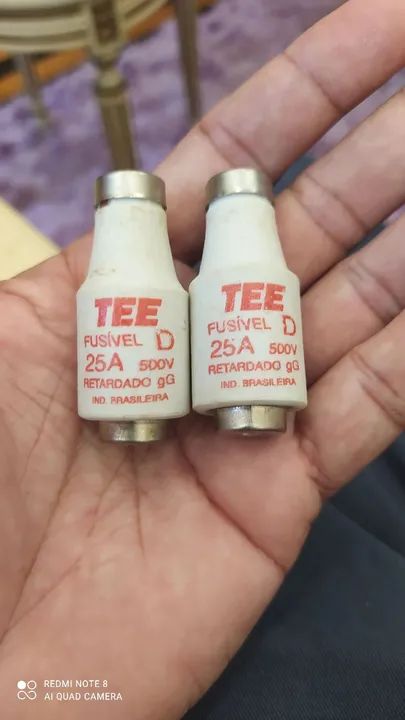 TEE
FUSÍVEL D
25A 500V
RETARDADO gG
IND. BRASILEIRA
TEE
FUSÍVEL D
25A 500V
RETARDADO gG
IND. BRASILEIRA
REDMI NOTE 8
AI QUAD CAMERA